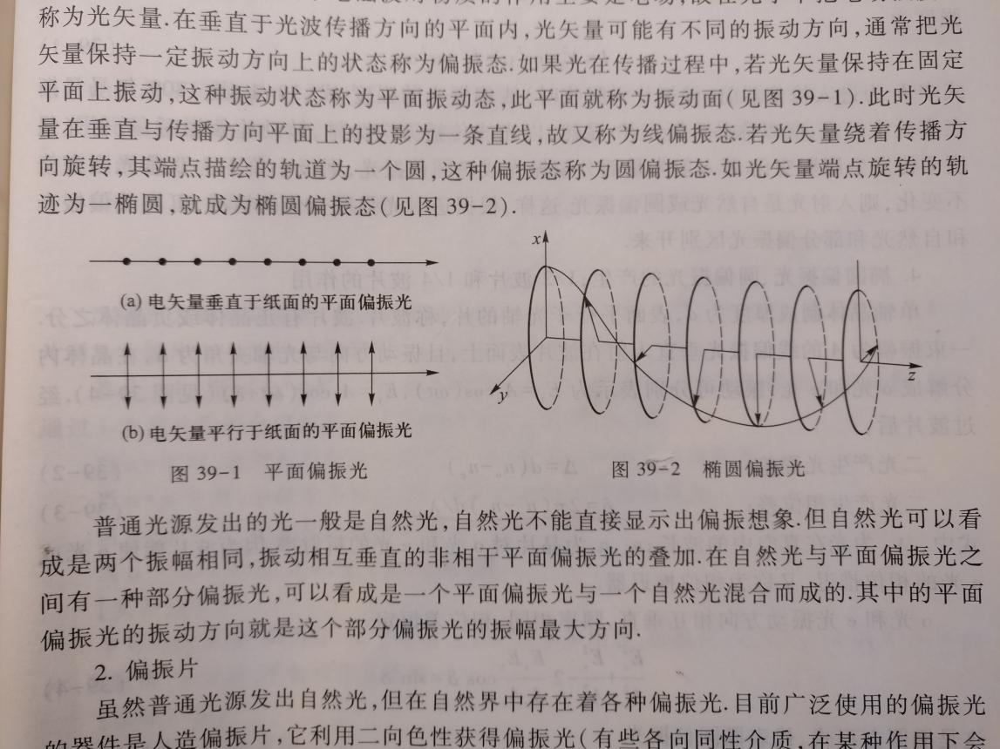 称为光矢量.在垂直于光波传播方向的平面内,光矢量可能有不同的振动方向,通常把光
矢量保持一定振动方向上的状态称为偏振态.如果光在传播过程中,若光矢量保持在固定
平面上振动,这种振动状态称为平面振动态,此平面就称为振动面(见图 39-1).此时光矢
量在垂直与传播方向平面上的投影为一条直线,故又称为线偏振态.若光矢量绕着传播方
向旋转,其端点描绘的轨道为一个圆,这种偏振态称为圆偏振态.如光矢量端点旋转的轨
迹为一椭圆,就成为椭圆偏振态(见图 39-2).
(a) 电矢量垂直于纸面的平面偏振光
(b) 电矢量平行于纸面的平面偏振光
图 39-1 平面偏振光
x
y
z
图 39-2 椭圆偏振光
普通光源发出的光一般是自然光,自然光不能直接显示出偏振想象.但自然光可以看
成是两个振幅相同,振动相互垂直的非相干平面偏振光的叠加.在自然光与平面偏振光之
间有一种部分偏振光,可以看成是一个平面偏振光与一个自然光混合而成的.其中的平面
偏振光的振动方向就是这个部分偏振光的振幅最大方向.
2. 偏振片
虽然普通光源发出自然光,但在自然界中存在着各种偏振光.目前广泛使用的偏振光
的器件是人造偏振片,它利用二向色性获得偏振光(有些各向同性介质,在某种作用下会